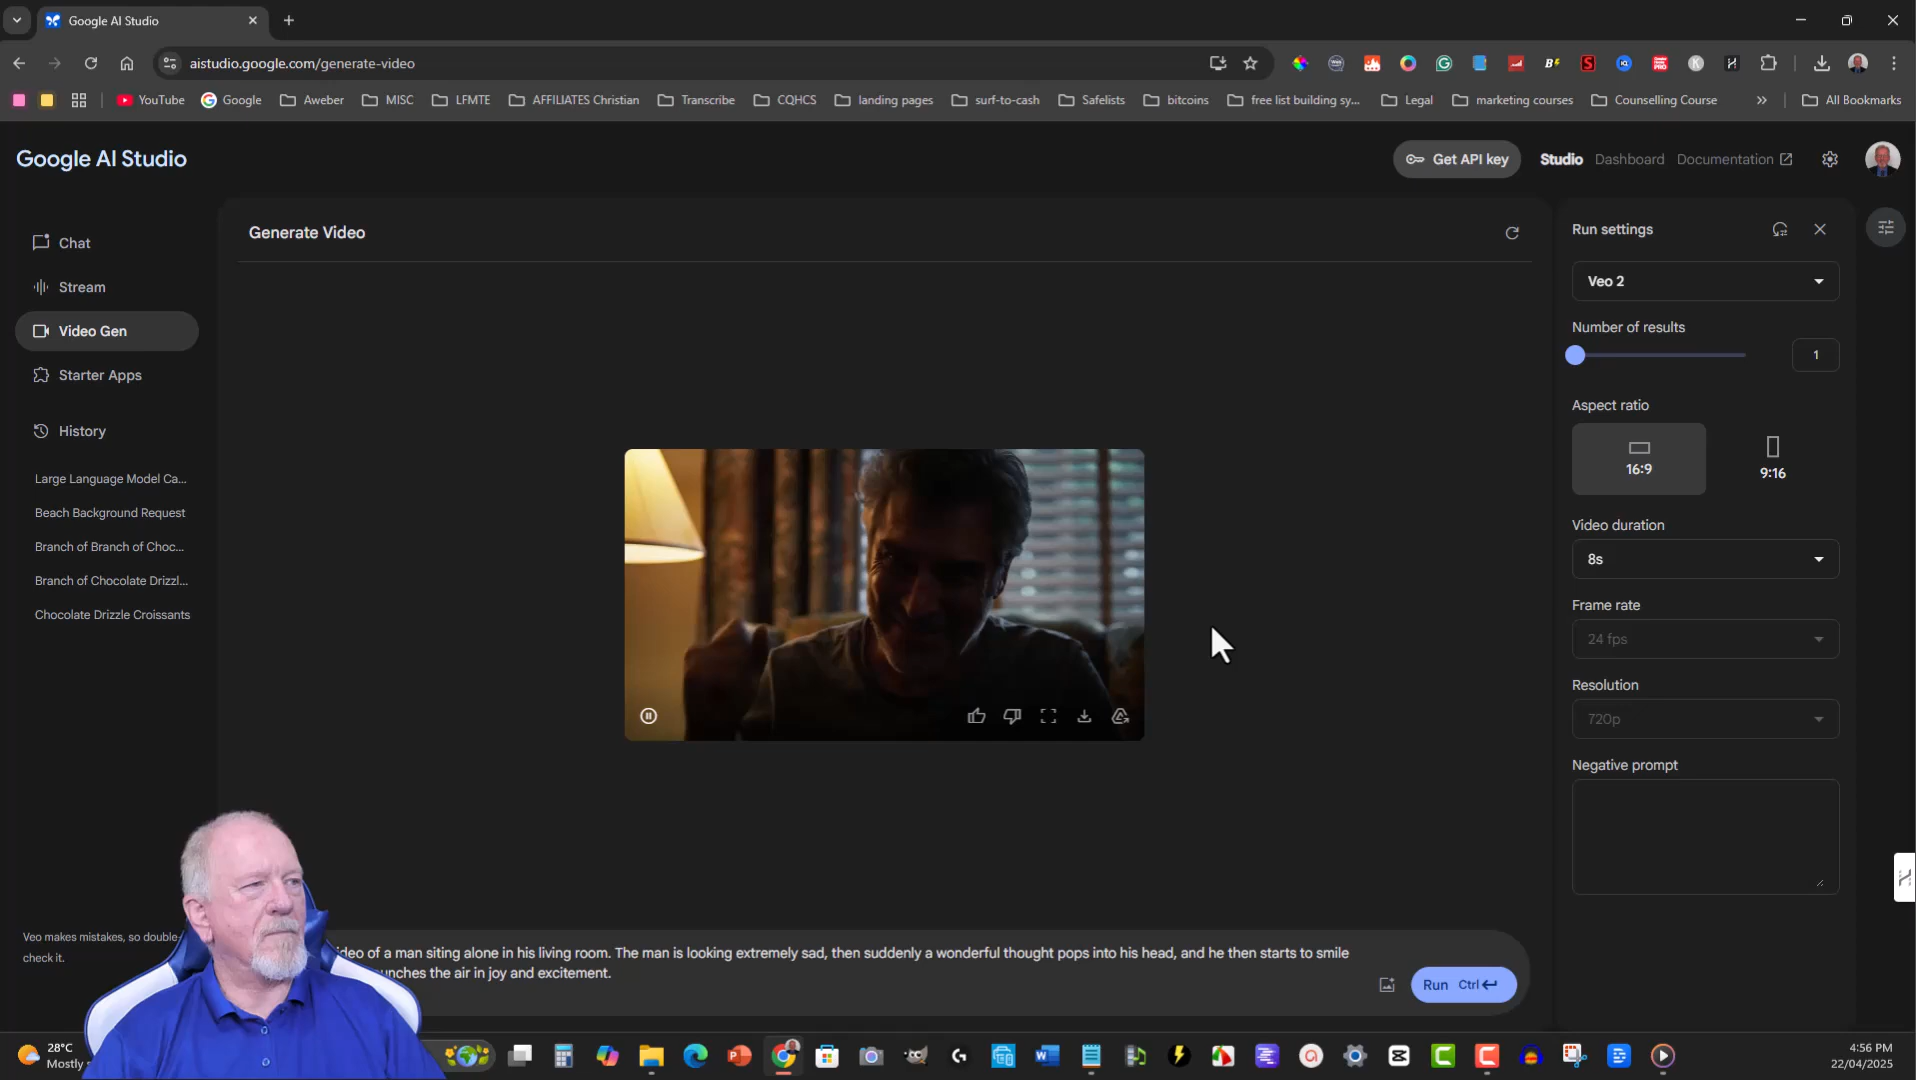 Google AI Studio
aistudio.google.com/generate-video
YouTube
Google
Aweber
MISC
LFMTE
AFFILIATES Christian
Transcribe
CQHCS
landing pages
surf-to-cash
Safelists
bitcoins
free list building sy...
Legal
marketing courses
Counselling Course
All Bookmarks
Google AI Studio
Get API key
Studio
Dashboard
Documentation
Chat
Stream
Video Gen
Starter Apps
History
Large Language Model Ca...
Beach Background Request
Branch of Branch of Choc...
Branch of Chocolate Drizzl...
Chocolate Drizzle Croissants
Veo makes mistakes, so double-
check it.
Generate Video
ideo of a man siting alone in his living room. The man is looking extremely sad, then suddenly a wonderful thought pops into his head, and he then starts to smile
unches the air in joy and excitement.
Run Ctrl
Run settings
Veo 2
Number of results
1
Aspect ratio
16:9
9:16
Video duration
8s
Frame rate
24 fps
Resolution
720p
Negative prompt
28°C
Mostly
4:56 PM
22/04/2025